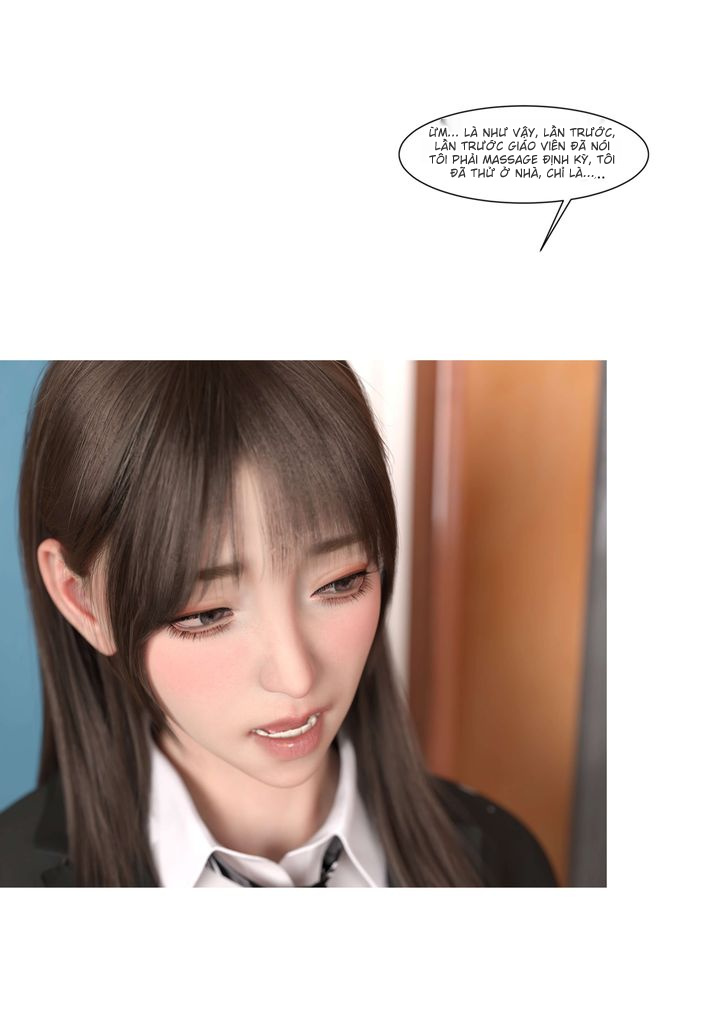 ỪM... LÀ NHƯ VẬY, LẦN TRƯỚC,
LẦN TRƯỚC GIÁO VIÊN ĐÃ NÓI
TÔI PHẢI MASSAGE ĐỊNH KỲ, TÔI
ĐÃ THỬ Ở NHÀ, CHỈ LÀ.....